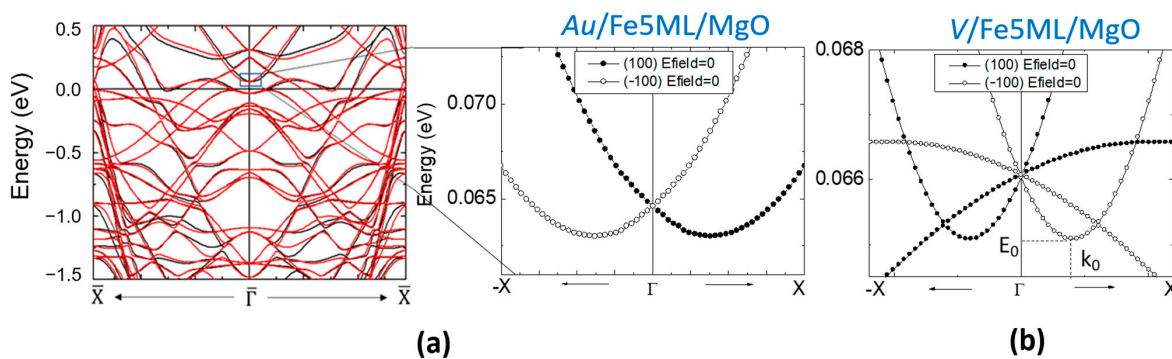 Au/Fe5ML/MgO
V/Fe5ML/MgO
Energy (eV)
0.5
0.0
−0.5
−1.0
−1.5
X̄
Γ̄
X̄
Energy (eV)
0.070
0.065
(100) Efield=0
(-100) Efield=0
-X
Γ
X
(a)
0.068
0.066
(100) Efield=0
(-100) Efield=0
E₀
k₀
-X
Γ
X
(b)